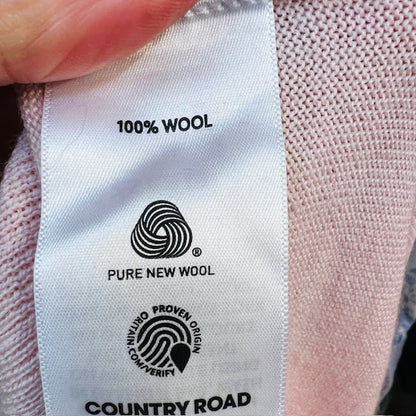 100% WOOL
®
PURE NEW WOOL
PROVEN ORIGIN
ORITAIN.COM/VERIFY
COUNTRY ROAD